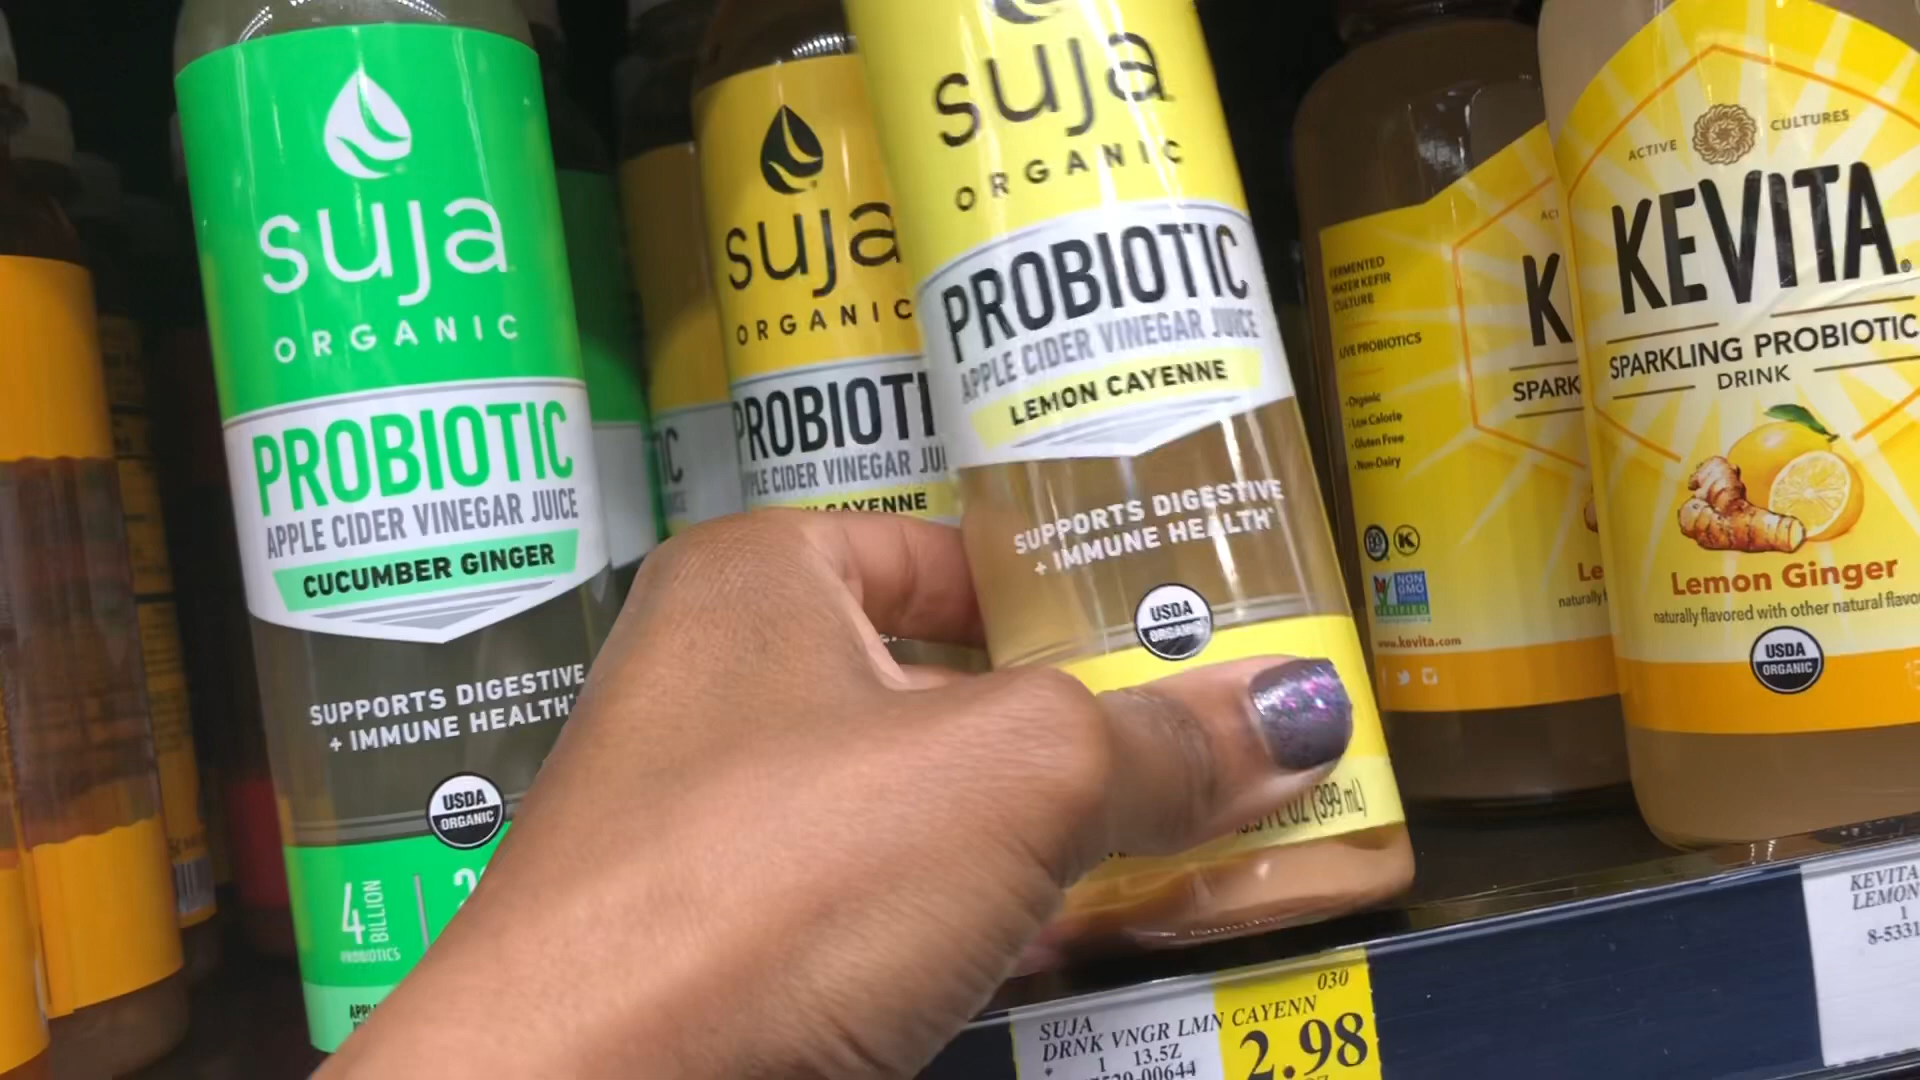 suja
ORGANIC
PROBIOTIC
APPLE CIDER VINEGAR JUICE
CUCUMBER GINGER
SUPPORTS DIGESTIVE
+ IMMUNE HEALTH*
USDA
ORGANIC
4 BILLION
PROBIOTICS
suja
ORGANIC
CAYENNE
suja
ORGANIC
PROBIOTIC
APPLE CIDER VINEGAR JUICE
LEMON CAYENNE
SUPPORTS DIGESTIVE
+ IMMUNE HEALTH*
USDA
ORGANIC
(399 mL)
FERMENTED
WATER KEFIR
CULTURE
LIVE PROBIOTICS
•Organic
•Low Calorie
•Gluten Free
•Non-Dairy
K
NON
GMO
VERIFIED
www.kevita.com
ACTIVE CULTURES
KEVITA®
SPARKLING PROBIOTIC
DRINK
Lemon Ginger
naturally flavored with other natural
USDA
ORGANIC
030
SUJA
DRNK VNGR LMN CAYENN
1 13.5Z
2.98
KEVITA
LEMON
1
8-5331